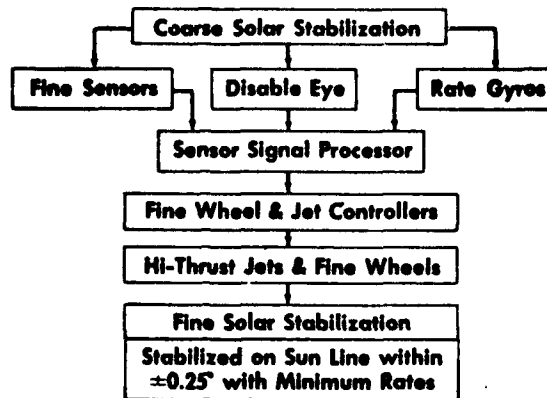 Coarse Solar Stabilization
Fine Sensors
Disable Eye
Rate Gyros
Sensor Signal Processor
Fine Wheel & Jet Controllers
Hi-Thrust Jets & Fine Wheels
Fine Solar Stabilization
Stabilized on Sun Line within
±0.25° with Minimum Rates